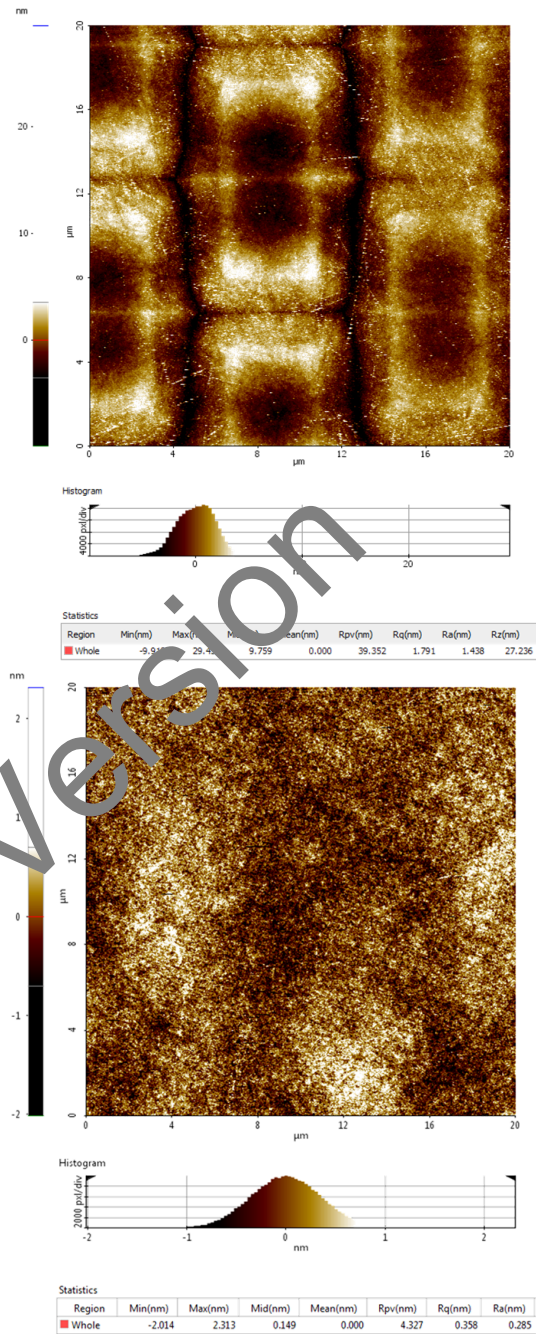 nm
20
10
0
20
16
12
8
4
0
µm
0 4 8 12 16 20
µm
Histogram
4000 pxl/div
0 20
Statistics
Region Min(nm) Rpv(nm) Rq(nm) Ra(nm) Rz(nm)
Whole 9.759 0.000 39.352 1.791 1.438 27.236
Version
nm
2
1
0
-1
-2
20
16
12
8
4
0
µm
0 4 8 12 16 20
µm
Histogram
2000 pxl/div
-2 -1 0 1 2
nm
Statistics
Region Min(nm) Max(nm) Mid(nm) Mean(nm) Rpv(nm) Rq(nm) Ra(nm)
Whole -2.014 2.313 0.149 0.000 4.327 0.358 0.285